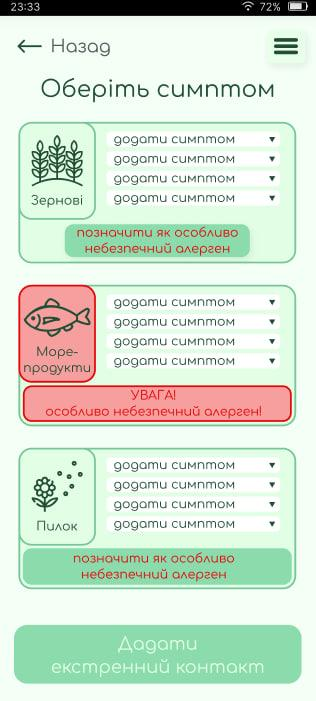 23:33
72%
Назад
Оберіть симптом
Зернові
додати симптом
додати симптом
додати симптом
додати симптом
позначити як особливо
небезпечний алерген
Море-
продукти
додати симптом
додати симптом
додати симптом
додати симптом
УВАГА!
особливо небезпечний алерген!
Пилок
додати симптом
додати симптом
додати симптом
додати симптом
позначити як особливо
небезпечний алерген
Дадати
екстренний контакт